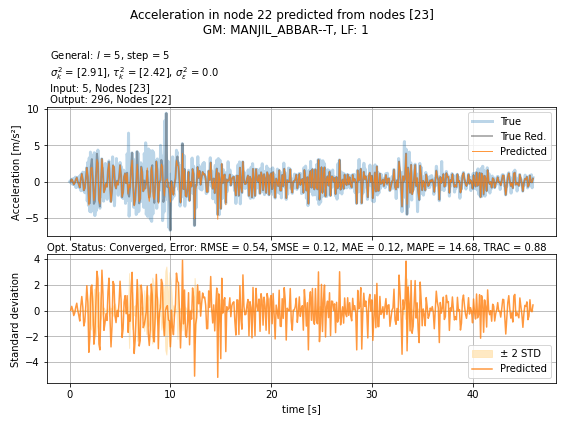 Acceleration in node 22 predicted from nodes [23]
GM: MANJIL_ABBAR--T, LF: 1
General: l = 5, step = 5
σ²ₖ = [2.91], τ²ₖ = [2.42], σ²ε = 0.0
Input: 5, Nodes [23]
Output: 296, Nodes [22]
Acceleration [m/s²]
10
5
0
−5
True
True Red.
Predicted
Opt. Status: Converged, Error: RMSE = 0.54, SMSE = 0.12, MAE = 0.12, MAPE = 14.68, TRAC = 0.88
Standard deviation
4
2
0
−2
−4
± 2 STD
Predicted
0 10 20 30 40
time [s]